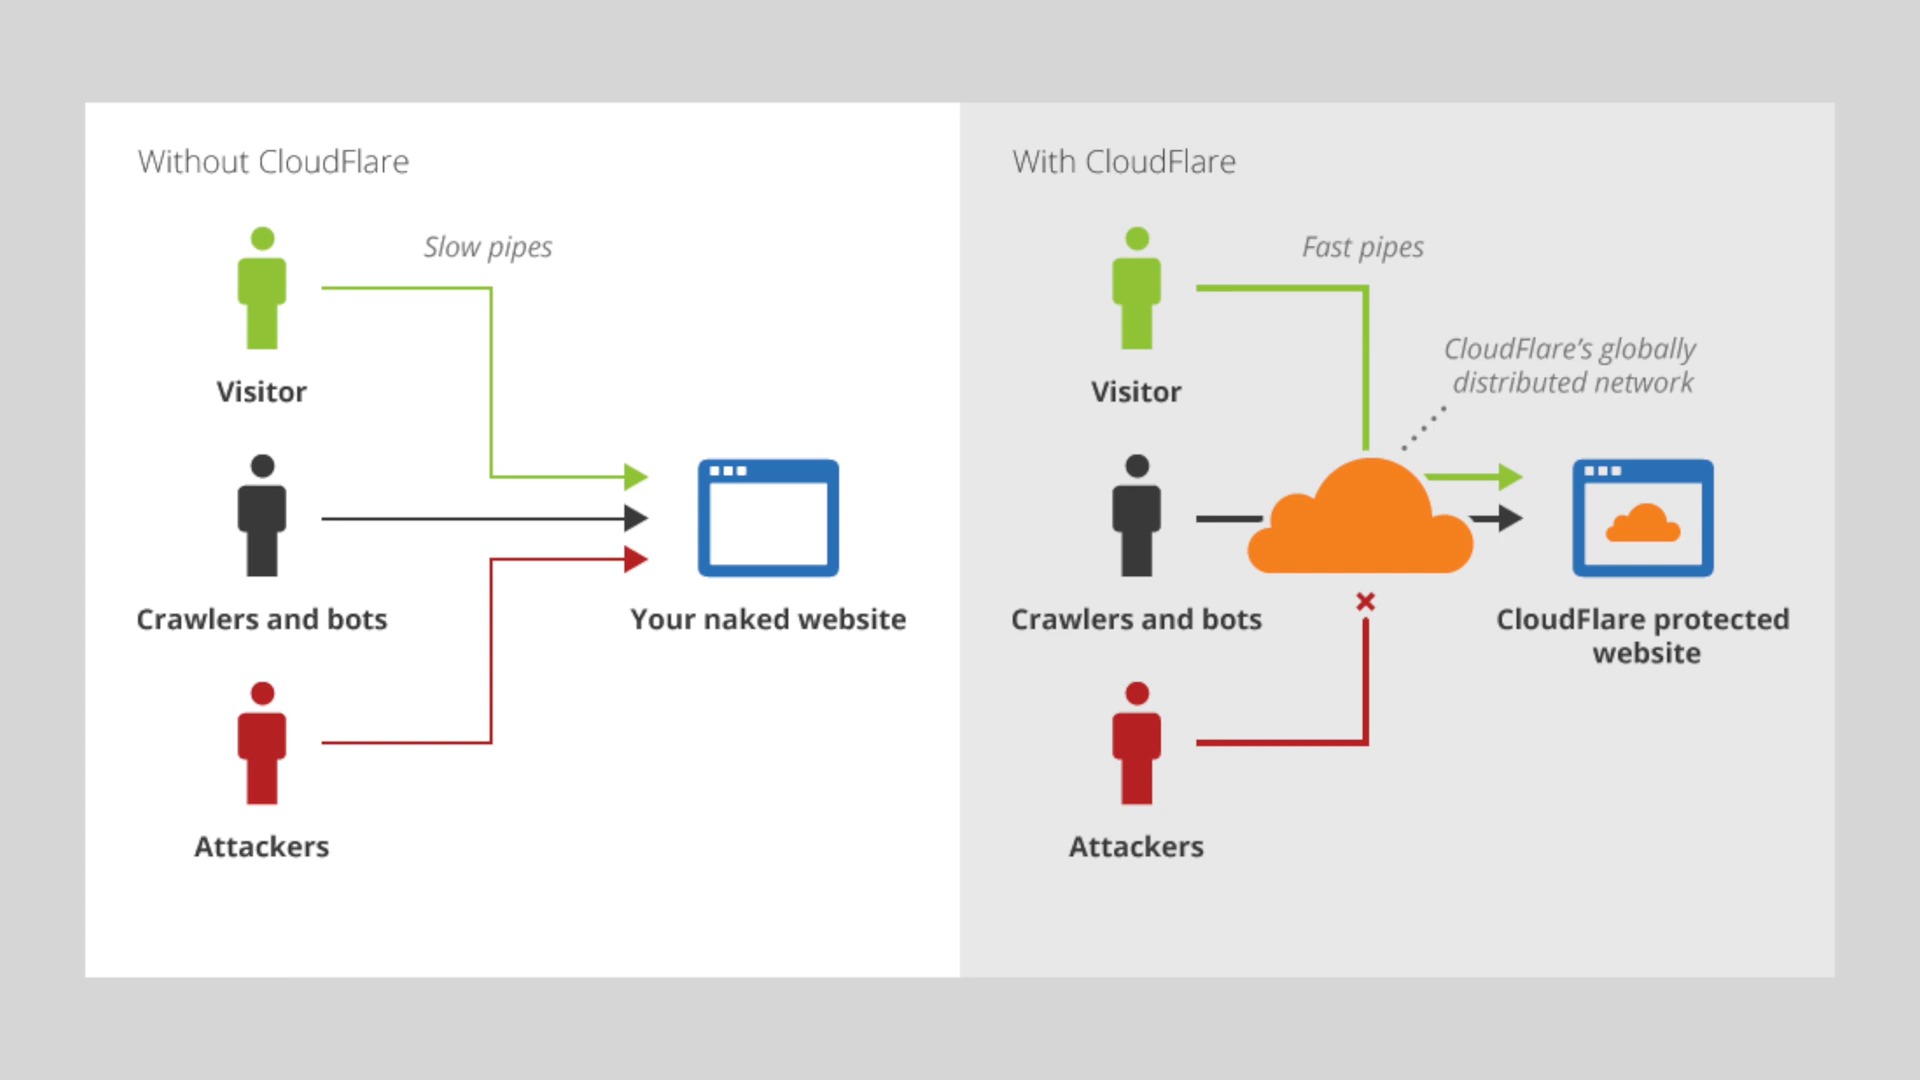 Without CloudFlare
Slow pipes
Visitor
Crawlers and bots
Your naked website
Attackers
With CloudFlare
Fast pipes
CloudFlare’s globally
distributed network
Visitor
Crawlers and bots
CloudFlare protected
website
Attackers